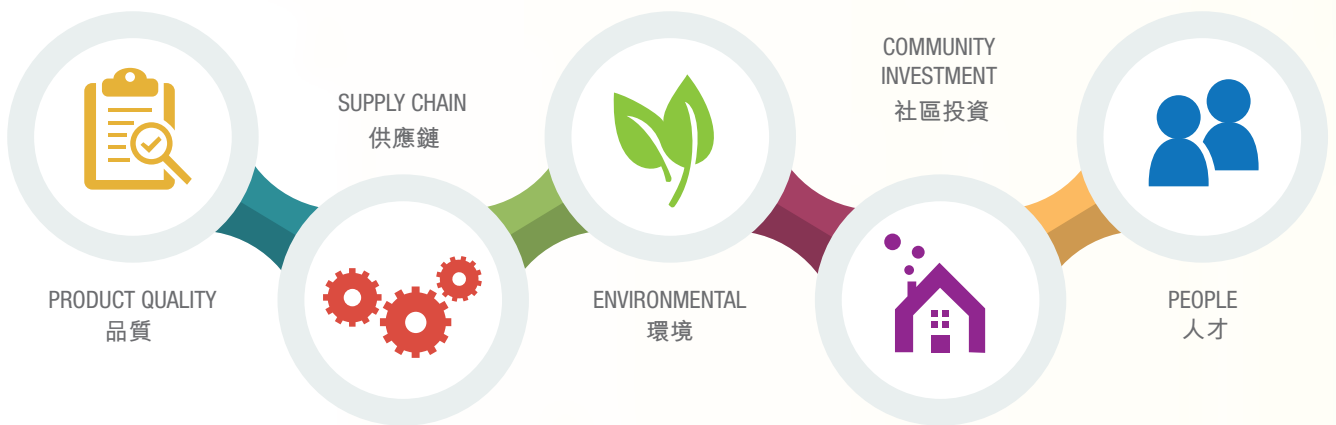 PRODUCT QUALITY
品質
SUPPLY CHAIN
供應鏈
ENVIRONMENTAL
環境
COMMUNITY
INVESTMENT
社區投資
PEOPLE
人才